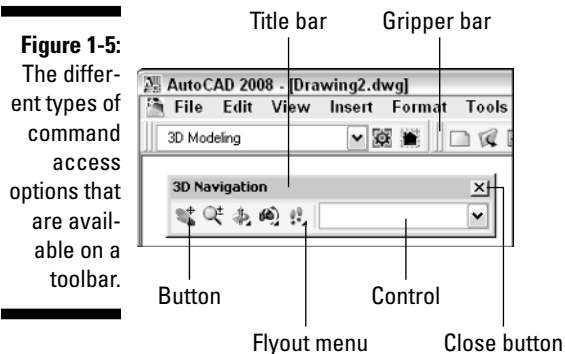 Title bar Gripper bar
Figure 1-5:
The differ-
ent types of
command
access
options that
are avail-
able on a
toolbar.
AutoCAD 2008 - [Drawing2.dwg]
File Edit View Insert Format Tools
3D Modeling
3D Navigation
Button Control
Flyout menu Close button